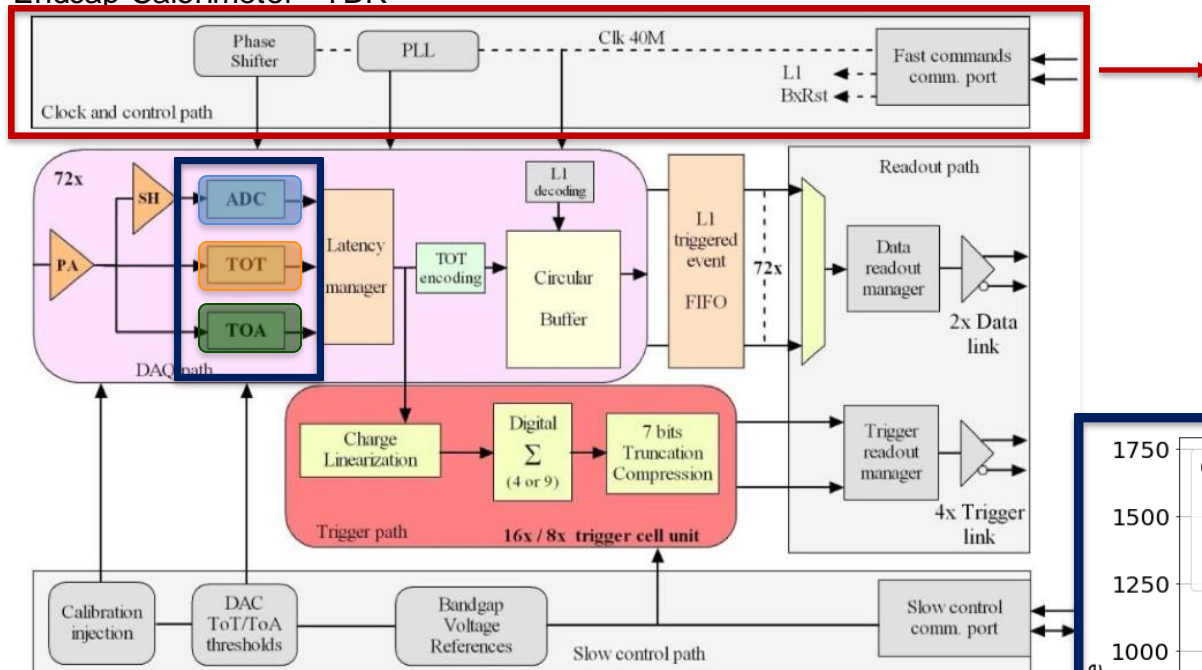 Endcap Calorimeter TDR
Phase
Shifter
PLL
Clk 40M
Fast commands
comm. port
L1
BxRst
Clock and control path
72x
SH
ADC
L1
decoding
L1
triggered
event
FIFO
72x
Readout path
PA
TOT
Latency
manager
TOT
encoding
Circular
Buffer
Data
readout
manager
2x Data
link
TOA
DAQ path
Charge
Linearization
Digital
Σ
(4 or 9)
7 bits
Truncation
Compression
Trigger
readout
manager
4x Trigger
link
Trigger path
16x / 8x trigger cell unit
1750
1500
1250
1000
Calibration
injection
DAC
ToT/ToA
thresholds
Bandgap
Voltage
References
Slow control
comm. port
Slow control path